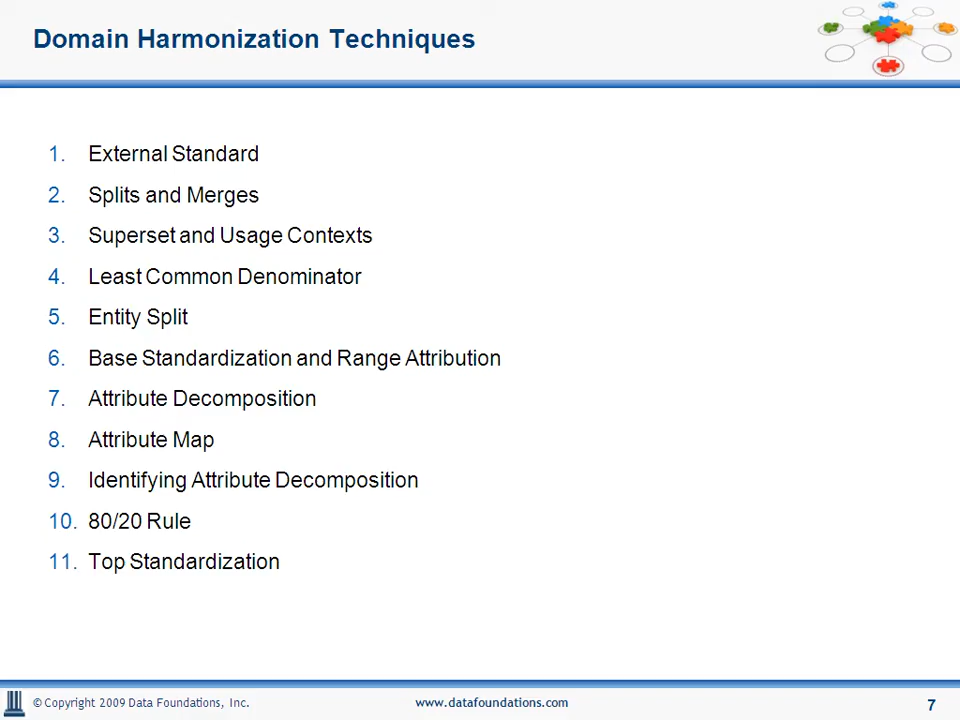 Domain Harmonization Techniques
1. External Standard
2. Splits and Merges
3. Superset and Usage Contexts
4. Least Common Denominator
5. Entity Split
6. Base Standardization and Range Attribution
7. Attribute Decomposition
8. Attribute Map
9. Identifying Attribute Decomposition
10. 80/20 Rule
11. Top Standardization
© Copyright 2009 Data Foundations, Inc. www.datafoundations.com 7